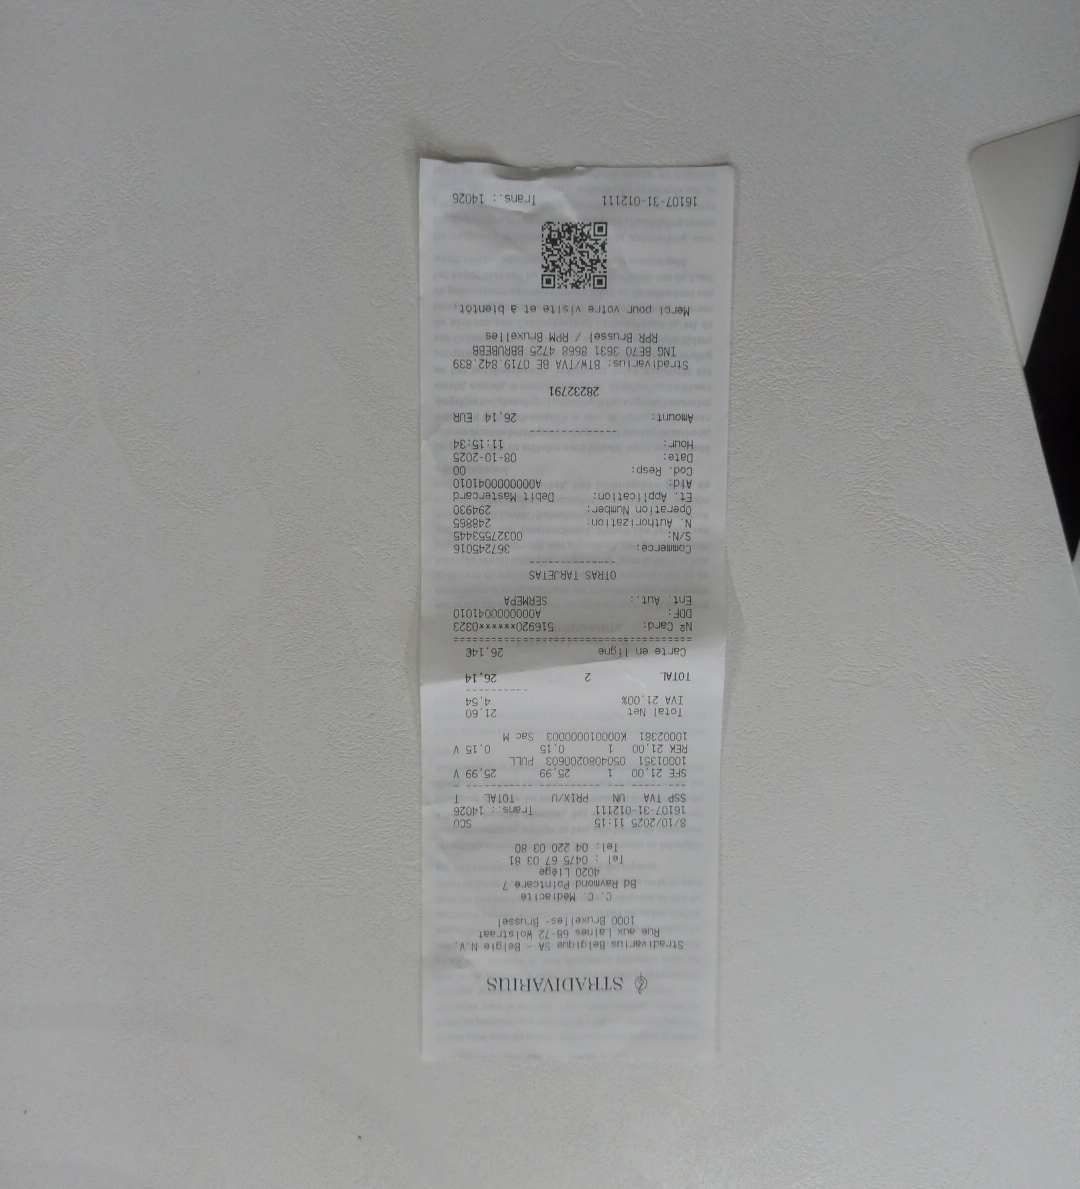 STRADIVARIUS
Stradivarius Belgique SA - Belgie N.V.
Rue aux Laines 68-72 Wolstraat
1000 Bruxelles -Brussel
C. C. Médiacité
Bd Raymond Pointcare 7
4020 Liège
Tel : 0475 67 03 81
Tel: 04 220 03 80
8/10/2025 11:15 SCO
16107-31-012111 Trans.: 14026
SSP TVA UN PRIX/U TOTAL T
SFE 21,00 1 25,99 25,99 V
10001351 0504080200603 PULL
REK 21,00 1 0,15 0,15 V
10002381 K00001000000003 Sac M
Total Net 21,60
IVA 21,00% 4,54
TOTAL 2 26,14
Carte en ligne 26,14€
Nº Card: 516920******0323
DDF: A0000000041010
Ent. Aut.: SERMEPA
OTRAS TARJETAS
Commerce: 367245016
S/N: 0032753445
N. Authorization: 248865
Operation Number: 294930
Et. Application: Debit Mastercard
Aid: A0000000041010
Cod. Resp: 00
Date: 08-10-2025
Hour: 11:15:34
Amount: 26,14 EUR
28232791
Stradivarius: BTW/TVA BE 0719.842.839
ING BE70 3631 8668 4725 BBRUBEBB
RPR Brussel / RPM Bruxelles
Merci pour votre visite et à bientôt.
16107-31-012111 Trans.: 14026